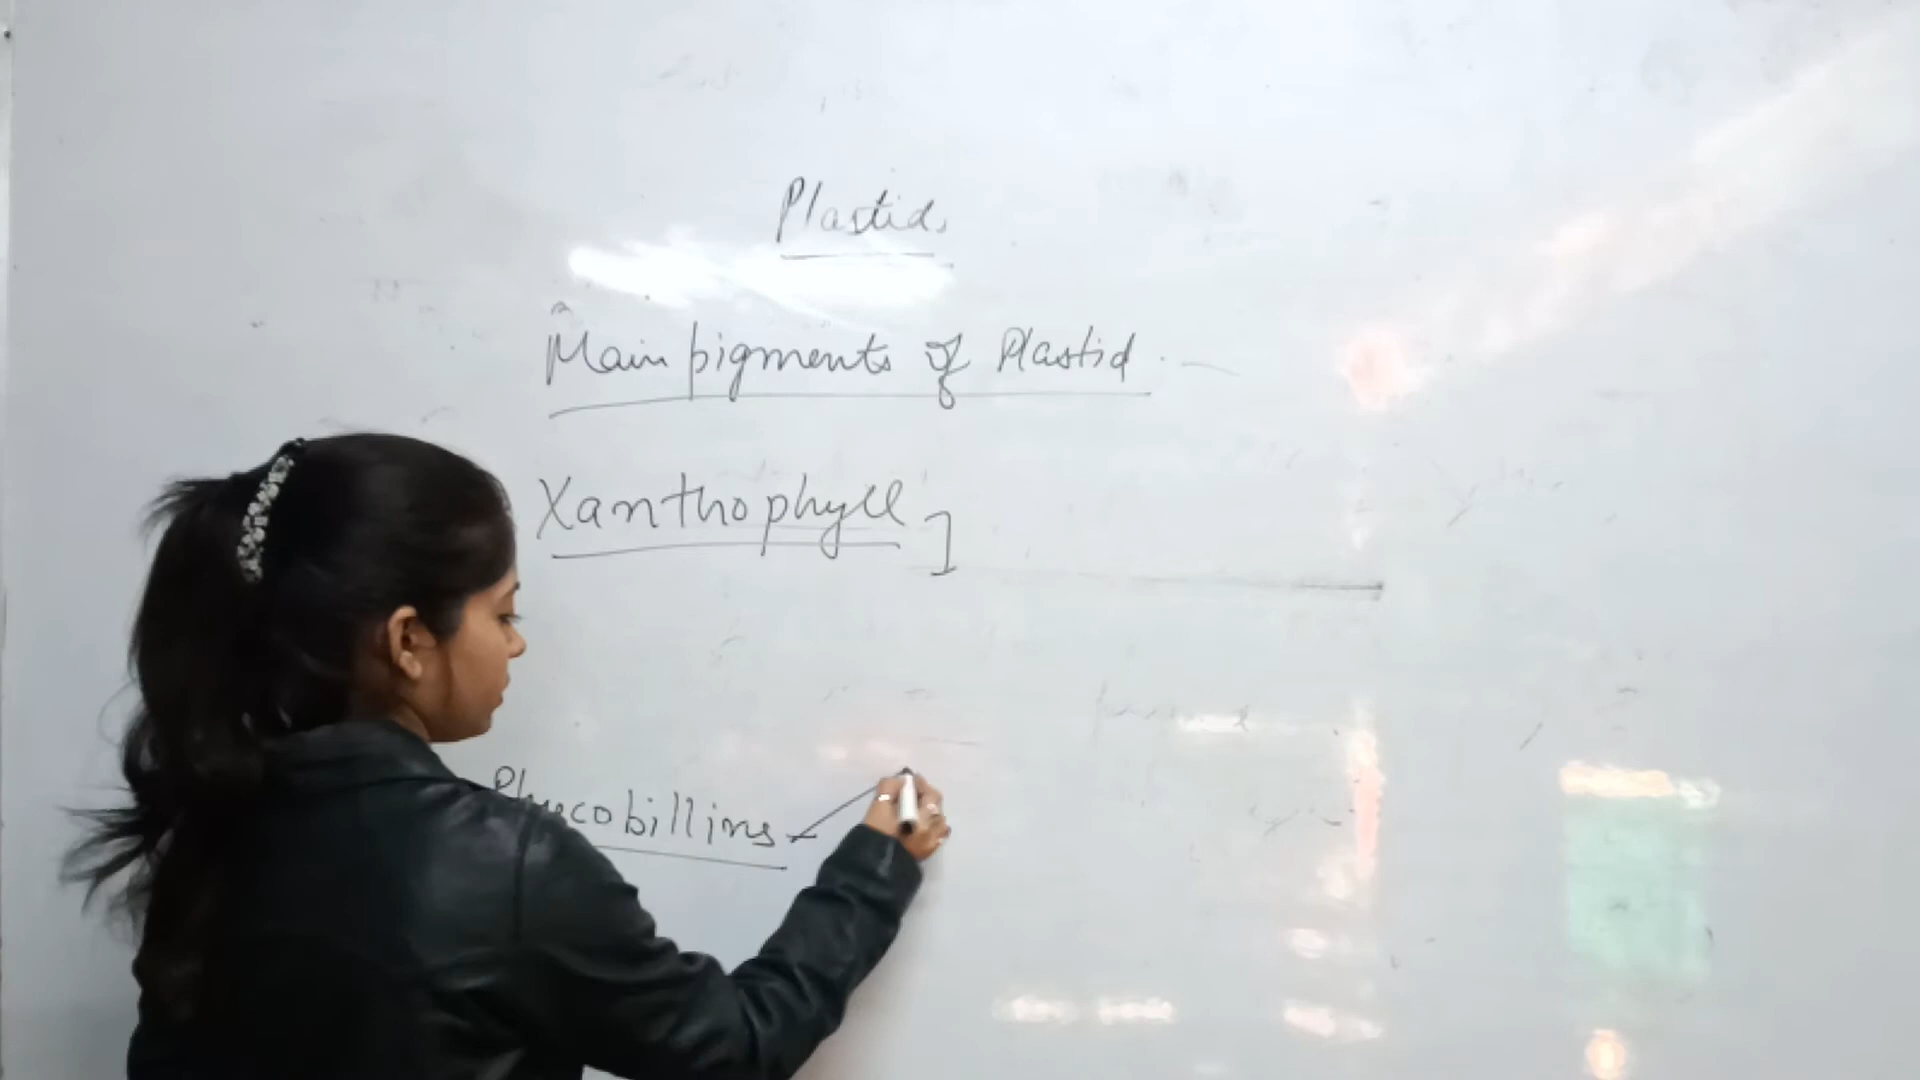 Plastid.
Main pigments of Plastid
Xanthophyll ]
Phycobillins